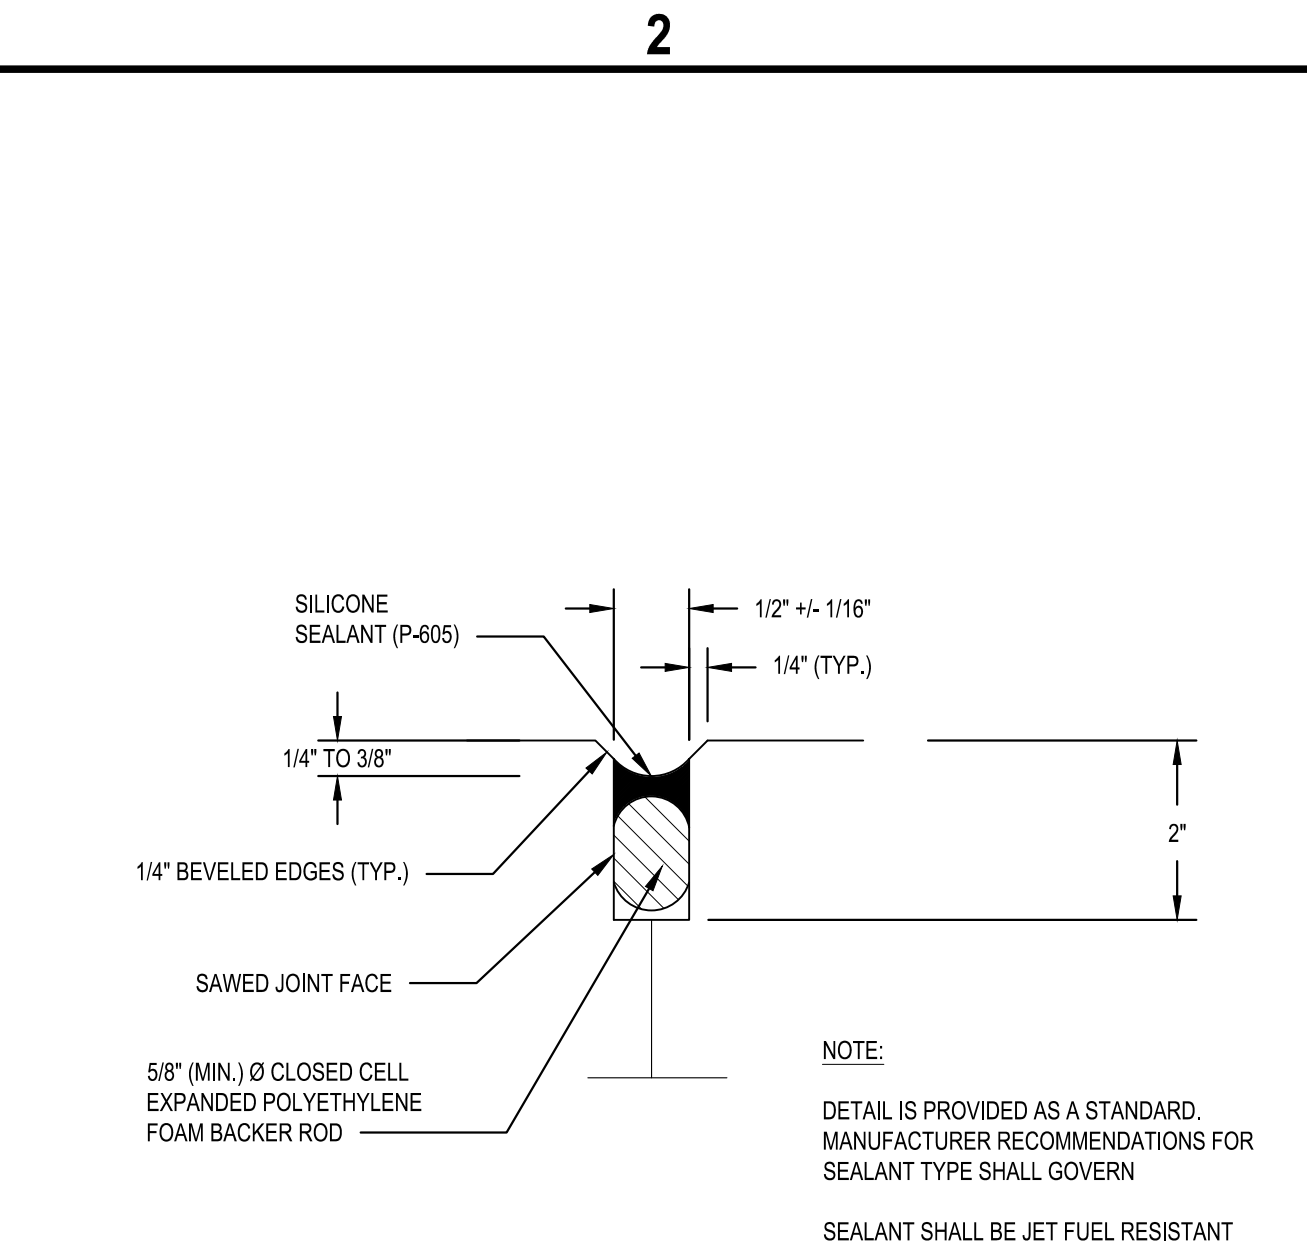 2
SILICONE
SEALANT (P-605)
1/2" +/- 1/16"
1/4" (TYP.)
1/4" TO 3/8"
2"
1/4" BEVELED EDGES (TYP.)
SAWED JOINT FACE
5/8" (MIN.) Ø CLOSED CELL
EXPANDED POLYETHYLENE
FOAM BACKER ROD
NOTE:
DETAIL IS PROVIDED AS A STANDARD.
MANUFACTURER RECOMMENDATIONS FOR
SEALANT TYPE SHALL GOVERN
SEALANT SHALL BE JET FUEL RESISTANT